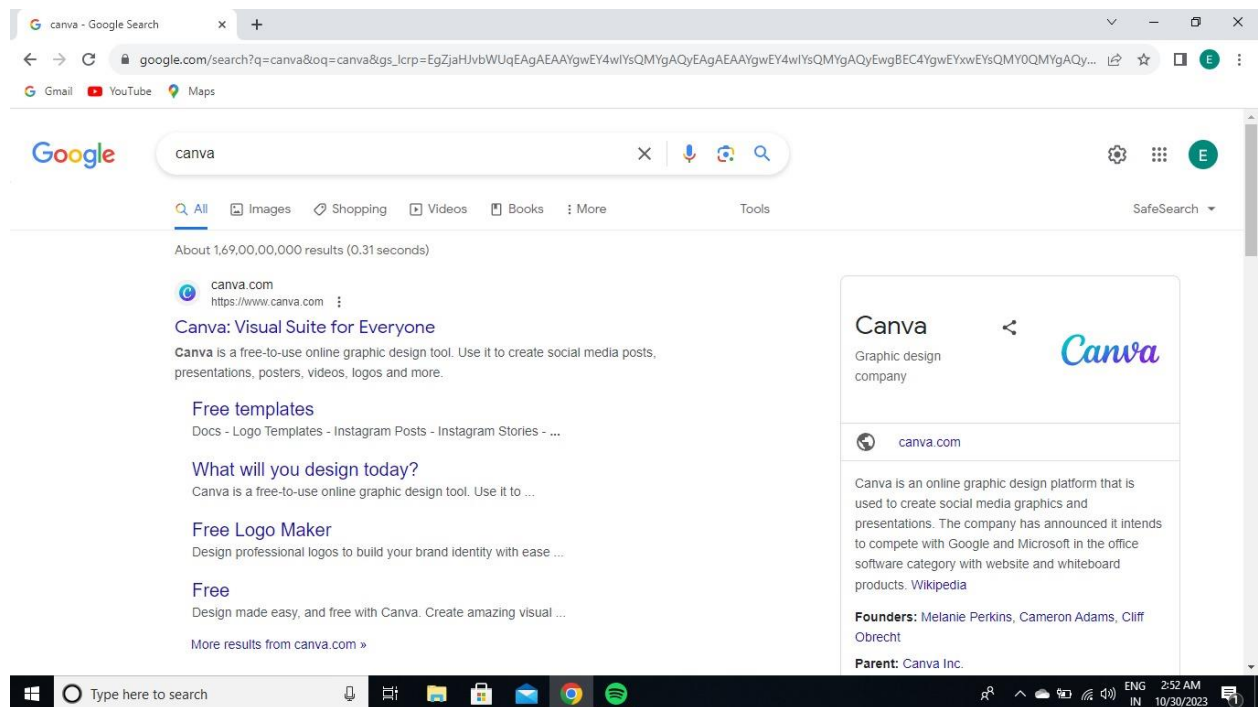 canva - Google Search
google.com/search?q=canva&oq=canva&gs_lcrp=EgZjaHJvbWUqEAgAEAAYgwEY4wIYsQMYgAQyEAgAEAAYgwEY4wIYsQMYgAQyEwgBEC4YgwEYxwEYsQMY0QMYgAQy...
E
Gmail YouTube Maps
Google
canva
E
All Images Shopping Videos Books More Tools SafeSearch
About 1,69,00,00,000 results (0.31 seconds)
canva.com
https://www.canva.com
Canva: Visual Suite for Everyone
Canva is a free-to-use online graphic design tool. Use it to create social media posts,
presentations, posters, videos, logos and more.
Free templates
Docs - Logo Templates - Instagram Posts - Instagram Stories - ...
What will you design today?
Canva is a free-to-use online graphic design tool. Use it to ...
Free Logo Maker
Design professional logos to build your brand identity with ease ...
Free
Design made easy, and free with Canva. Create amazing visual ...
More results from canva.com »
Canva
Graphic design
company
Canva
canva.com
Canva is an online graphic design platform that is
used to create social media graphics and
presentations. The company has announced it intends
to compete with Google and Microsoft in the office
software category with website and whiteboard
products. Wikipedia
Founders: Melanie Perkins, Cameron Adams, Cliff
Obrecht
Parent: Canva Inc.
Type here to search
ENG
IN
2:52 AM
10/30/2023
1